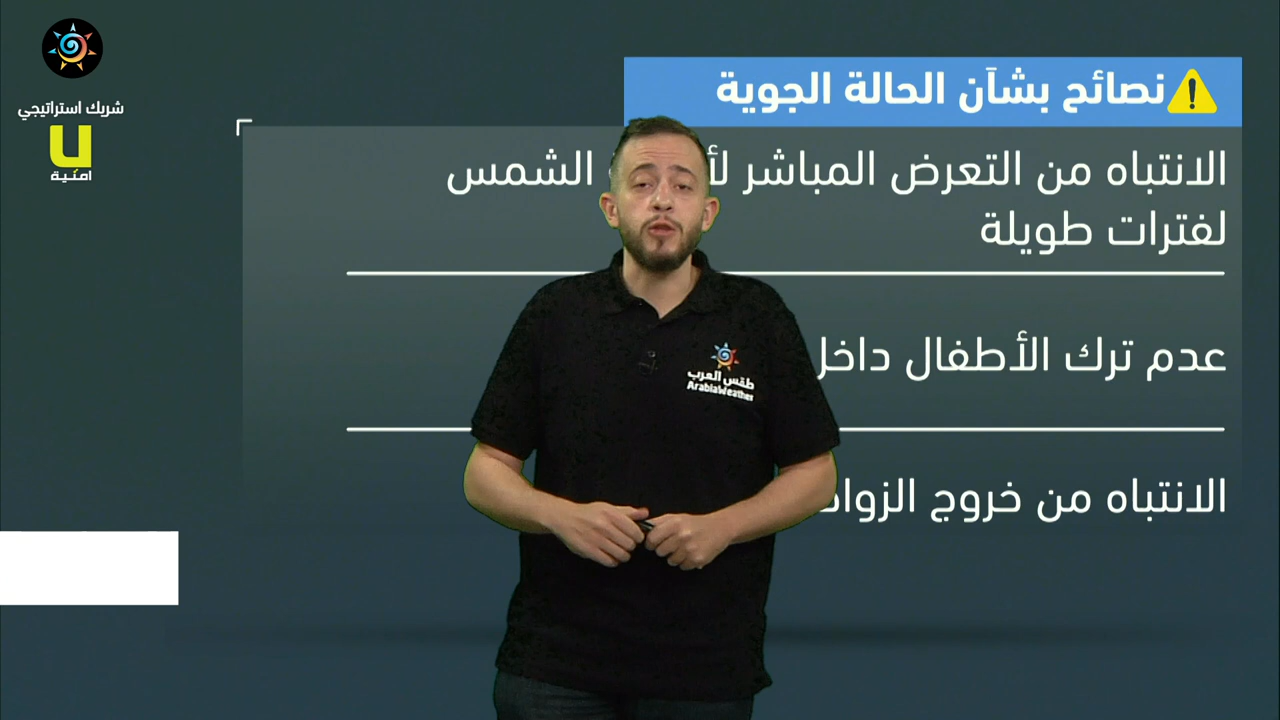 شريك استراتيجي
امنية
نصائح بشأن الحالة الجوية
الانتباه من التعرض المباشر الشمس
لفترات طويلة
عدم ترك الأطفال داخل
الانتباه من خروج
طقس العرب
ArabiaWeather